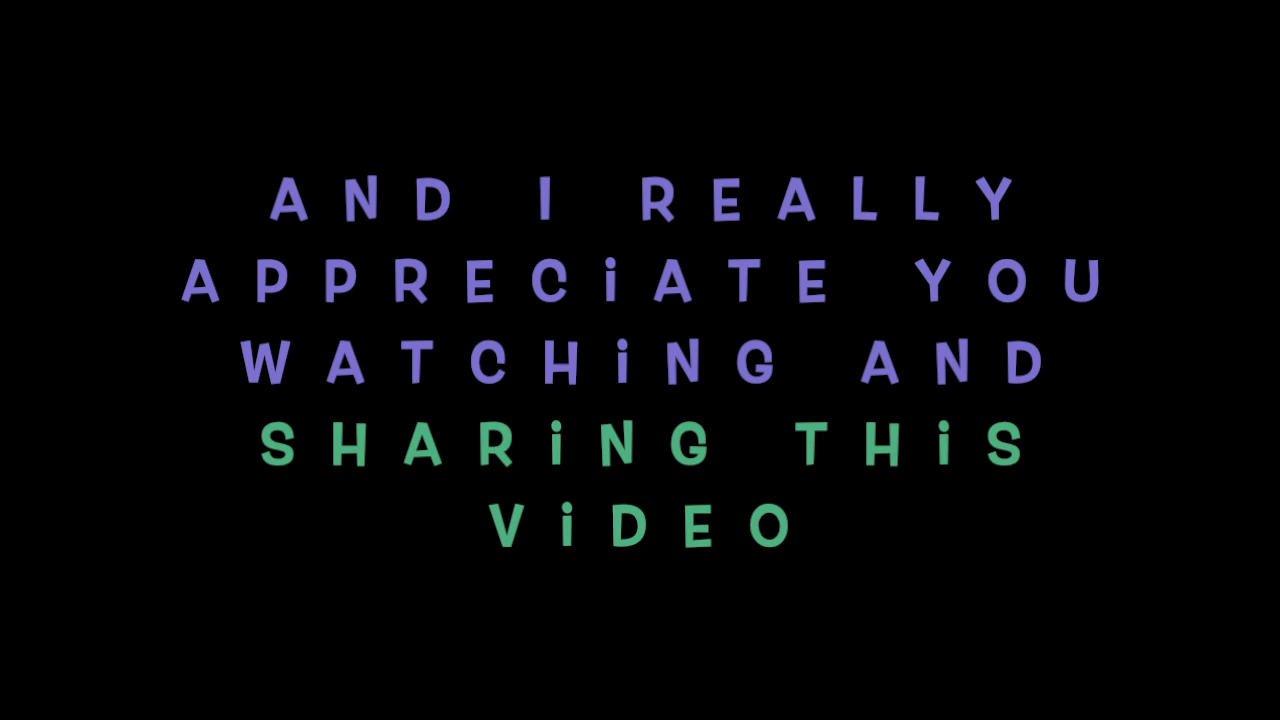 AND I REALLY
APPRECiATE YOU
WATCHiNG AND
SHARiNG THiS
ViDEO